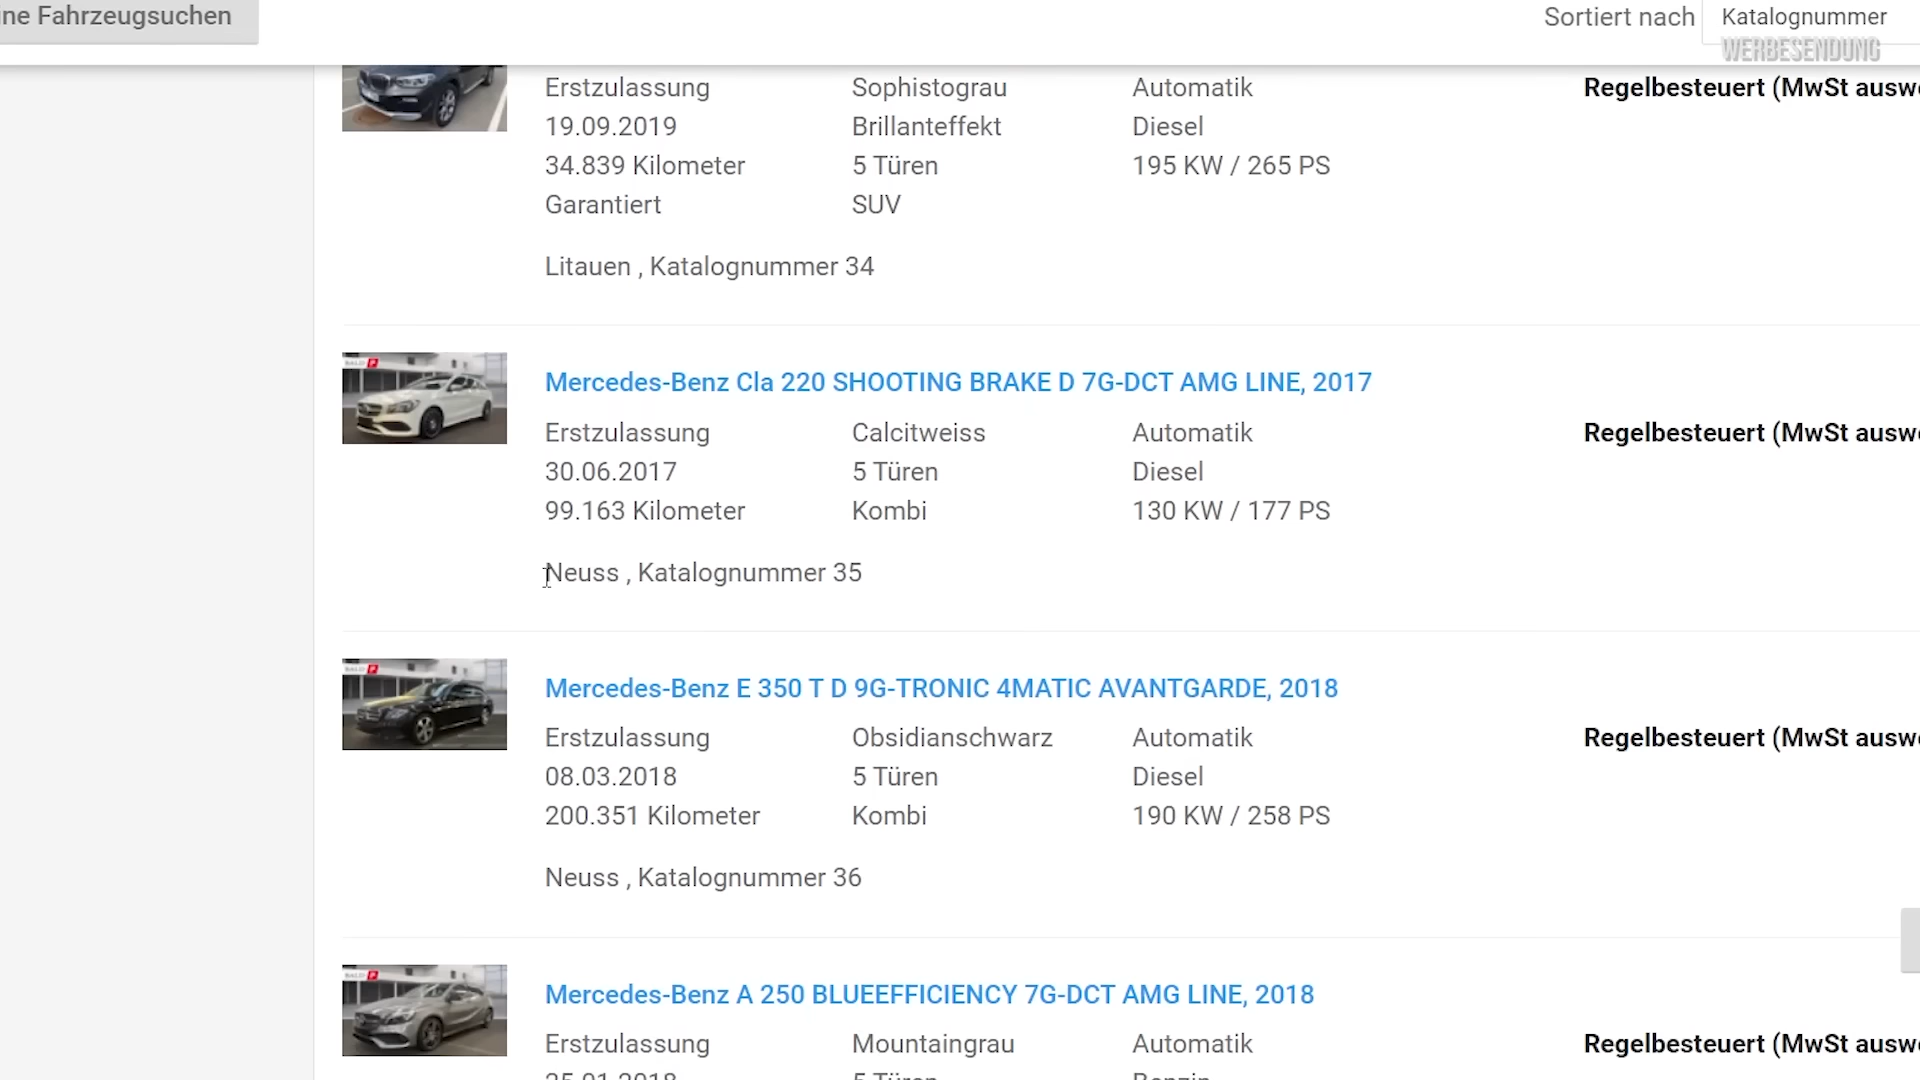 ine Fahrzeugsuchen
Sortiert nach
Katalognummer
WERBESENDUNG
Erstzulassung
19.09.2019
34.839 Kilometer
Garantiert
Sophistograu
Brillanteffekt
5 Türen
SUV
Automatik
Diesel
195 KW / 265 PS
Regelbesteuert (MwSt ausw
Litauen , Katalognummer 34
Mercedes-Benz Cla 220 SHOOTING BRAKE D 7G-DCT AMG LINE, 2017
Erstzulassung
30.06.2017
99.163 Kilometer
Calcitweiss
5 Türen
Kombi
Automatik
Diesel
130 KW / 177 PS
Regelbesteuert (MwSt ausw
Neuss , Katalognummer 35
Mercedes-Benz E 350 T D 9G-TRONIC 4MATIC AVANTGARDE, 2018
Erstzulassung
08.03.2018
200.351 Kilometer
Obsidianschwarz
5 Türen
Kombi
Automatik
Diesel
190 KW / 258 PS
Regelbesteuert (MwSt ausw
Neuss , Katalognummer 36
Mercedes-Benz A 250 BLUEEFFICIENCY 7G-DCT AMG LINE, 2018
Erstzulassung
Mountaingrau
5 Türen
Automatik
Benzin
Regelbesteuert (MwSt ausw